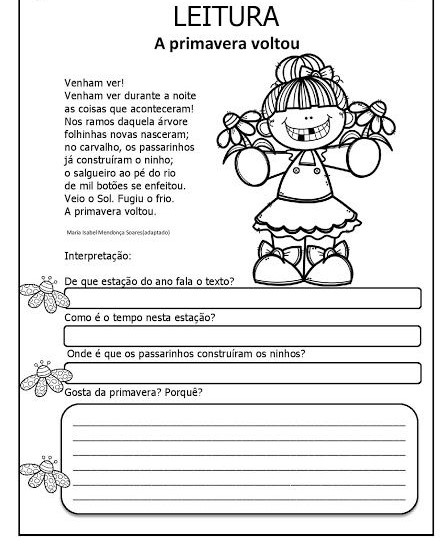 LEITURA
A primavera voltou
Venham ver!
Venham ver durante a noite
as coisas que aconteceram!
Nos ramos daquela árvore
folhinhas novas nasceram;
no carvalho, os passarinhos
já construíram o ninho;
o salgueiro ao pé do rio
de mil botões se enfeitou.
Veio o Sol. Fugiu o frio.
A primavera voltou.
Maria Isabel Mendonça Soares(adaptado)
Interpretação:
De que estação do ano fala o texto?
Como é o tempo nesta estação?
Onde é que os passarinhos construíram os ninhos?
Gosta da primavera? Porquê?